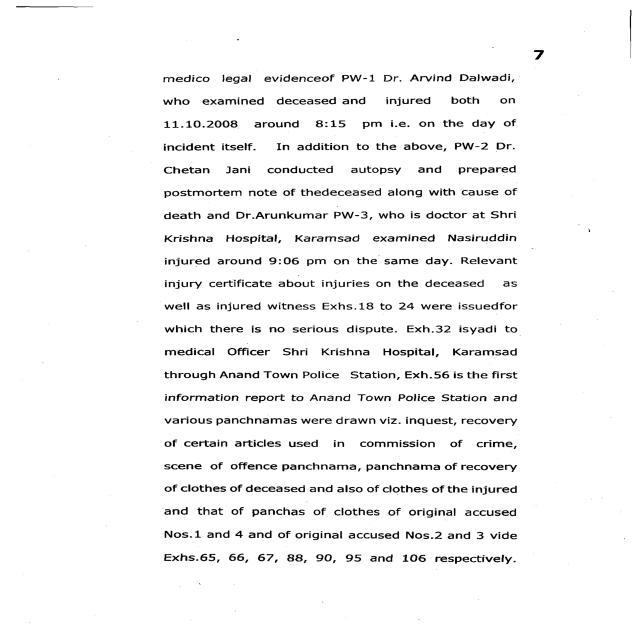 7
medico legal evidenceof PW-1 Dr. Arvind Dalwadi,
who examined deceased and injured both on
11.10.2008 around 8:15 pm i.e. on the day of
incident itself. In addition to the above, PW-2 Dr.
Chetan Jani conducted autopsy and prepared
postmortem note of thedeceased along with cause of
death and Dr.Arunkumar PW-3, who is doctor at Shri
Krishna Hospital, Karamsad examined Nasiruddin
injured around 9:06 pm on the same day. Relevant
injury certificate about injuries on the deceased as
well as injured witness Exhs.18 to 24 were issuedfor
which there is no serious dispute. Exh.32 isyadi to
medical Officer Shri Krishna Hospital, Karamsad
through Anand Town Police Station, Exh.56 is the first
information report to Anand Town Police Station and
various panchnamas were drawn viz. inquest, recovery
of certain articles used in commission of crime,
scene of offence panchnama, panchnama of recovery
of clothes of deceased and also of clothes of the injured
and that of panchas of clothes of original accused
Nos.1 and 4 and of original accused Nos.2 and 3 vide
Exhs.65, 66, 67, 88, 90, 95 and 106 respectively.